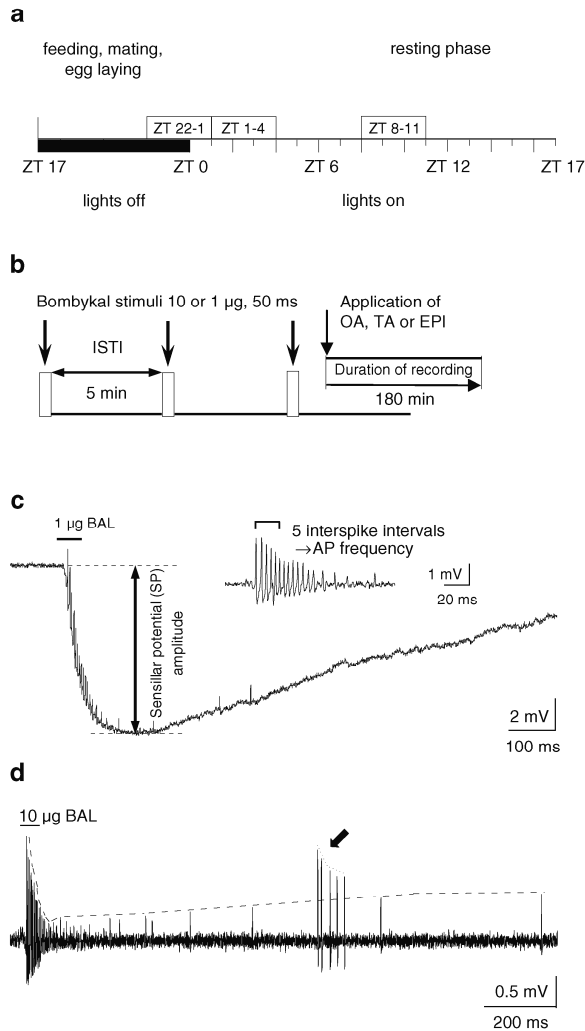 a
feeding, mating,
egg laying
resting phase
ZT 22-1
ZT 1-4
ZT 8-11
ZT 17
ZT 0
ZT 6
ZT 12
ZT 17
lights off
lights on
b
Bombykal stimuli 10 or 1 µg, 50 ms
Application of
OA, TA or EPI
ISTI
5 min
Duration of recording
180 min
c
1 µg BAL
5 interspike intervals
→AP frequency
1 mV
20 ms
Sensillar potential (SP)
amplitude
2 mV
100 ms
d
10 µg BAL
0.5 mV
200 ms